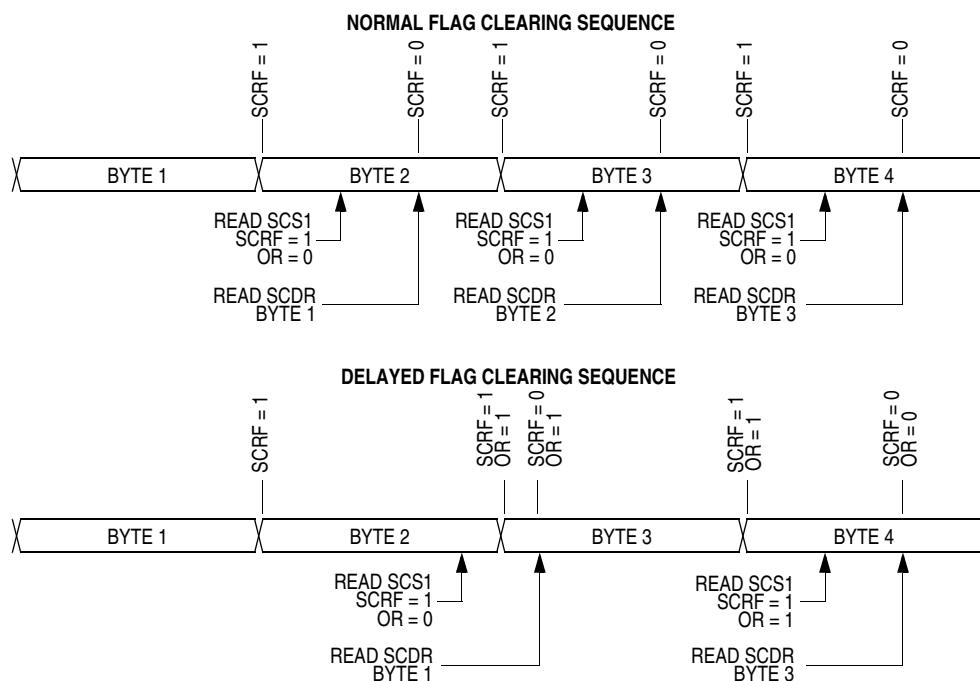 NORMAL FLAG CLEARING SEQUENCE
SCRF = 1
SCRF = 0
SCRF = 1
SCRF = 0
SCRF = 1
SCRF = 0
BYTE 1
BYTE 2
BYTE 3
BYTE 4
READ SCS1
SCRF = 1
OR = 0
READ SCS1
SCRF = 1
OR = 0
READ SCS1
SCRF = 1
OR = 0
READ SCDR
BYTE 1
READ SCDR
BYTE 2
READ SCDR
BYTE 3
DELAYED FLAG CLEARING SEQUENCE
SCRF = 1
SCRF = 1
OR = 1
SCRF = 0
OR = 1
SCRF = 1
OR = 1
SCRF = 0
OR = 0
BYTE 1
BYTE 2
BYTE 3
BYTE 4
READ SCS1
SCRF = 1
OR = 0
READ SCS1
SCRF = 1
OR = 1
READ SCDR
BYTE 1
READ SCDR
BYTE 3